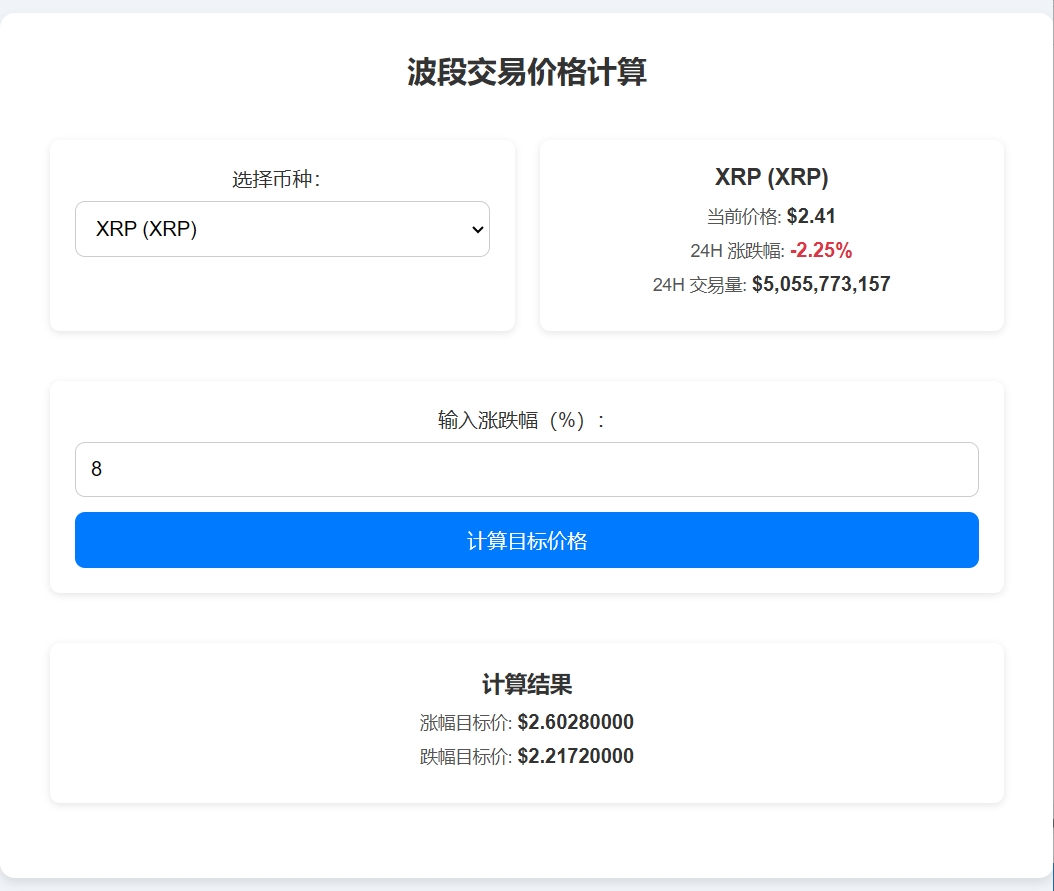 波段交易价格计算
选择币种：
XRP (XRP)
XRP (XRP)
当前价格: $2.41
24H 涨跌幅: -2.25%
24H 交易量: $5,055,773,157
输入涨跌幅（%）：
8
计算目标价格
计算结果
涨幅目标价: $2.60280000
跌幅目标价: $2.21720000